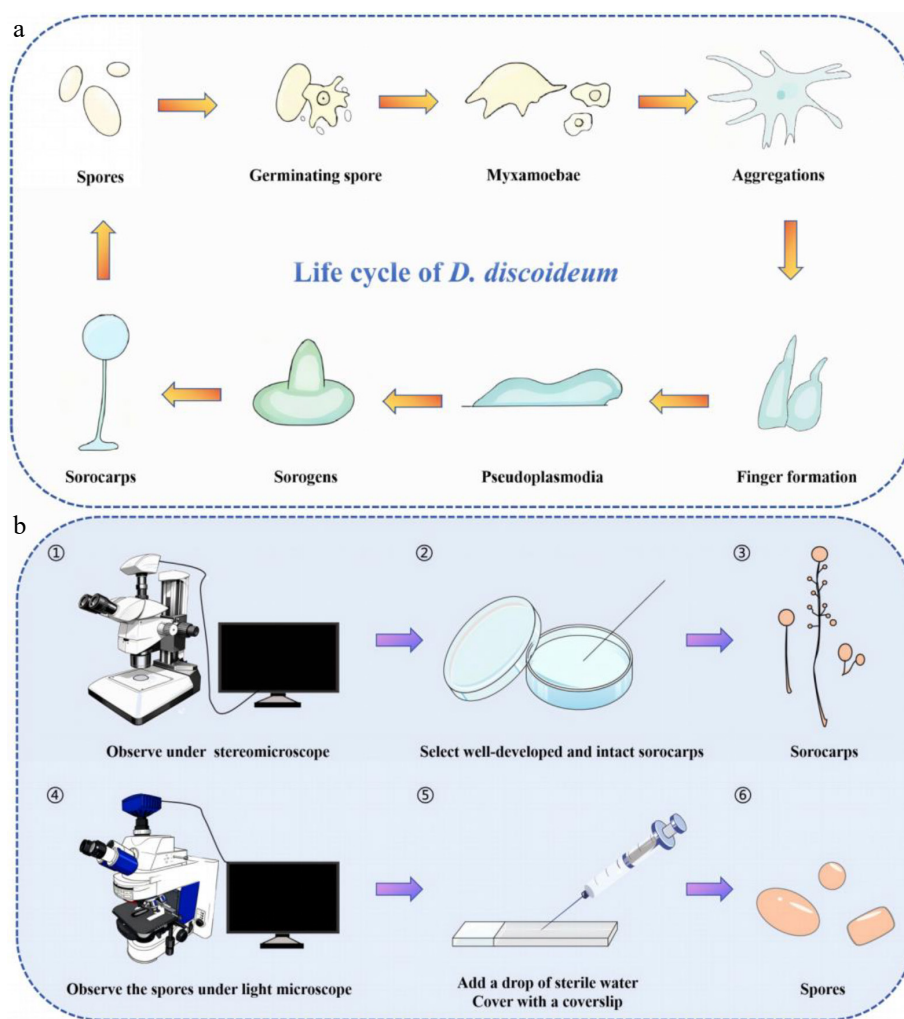 a
Spores
Germinating spore
Myxamoebae
Aggregations
Life cycle of D. discoideum
Sorocarps
Sorogens
Pseudoplasmodia
Finger formation
b
①
②
③
Observe under stereomicroscope
Select well-developed and intact sorocarps
Sorocarps
④
⑤
⑥
Observe the spores under light microscope
Add a drop of sterile water
Cover with a coverslip
Spores